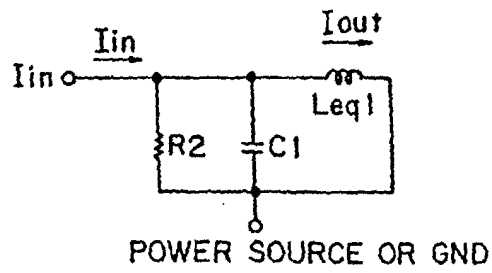 Iin
Iout
Iin
Leq1
R2
C1
POWER SOURCE OR GND